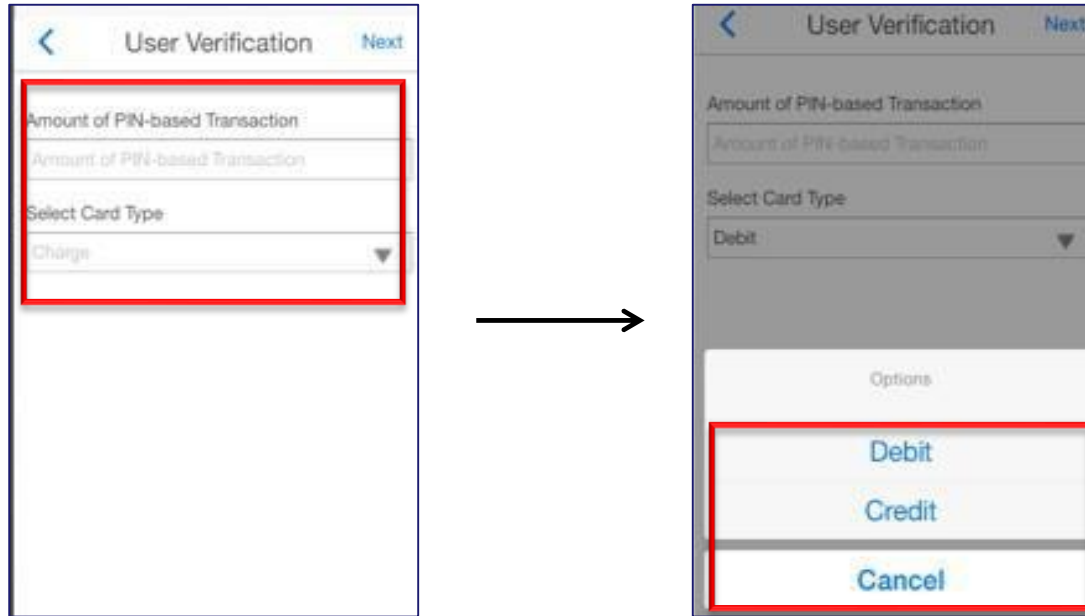 User Verification Next
Amount of PIN-based Transaction
Amount of PIN-based Transaction
Select Card Type
Charge
User Verification Next
Amount of PIN-based Transaction
Amount of PIN-based Transaction
Select Card Type
Debit
Options
Debit
Credit
Cancel